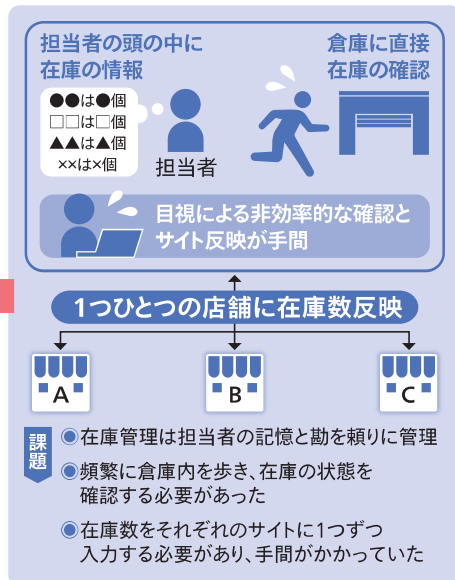 担当者の頭の中に
在庫の情報
●●は●個
□□は□個
▲▲は▲個
××は×個
担当者
倉庫に直接
在庫の確認
目視による非効率的な確認と
サイト反映が手間
1つひとつの店舗に在庫数反映
A
B
C
課題
◉在庫管理は担当者の記憶と勘を頼りに管理
◉頻繁に倉庫内を歩き、在庫の状態を
確認する必要があった
◉在庫数をそれぞれのサイトに1つずつ
入力する必要があり、手間がかかっていた